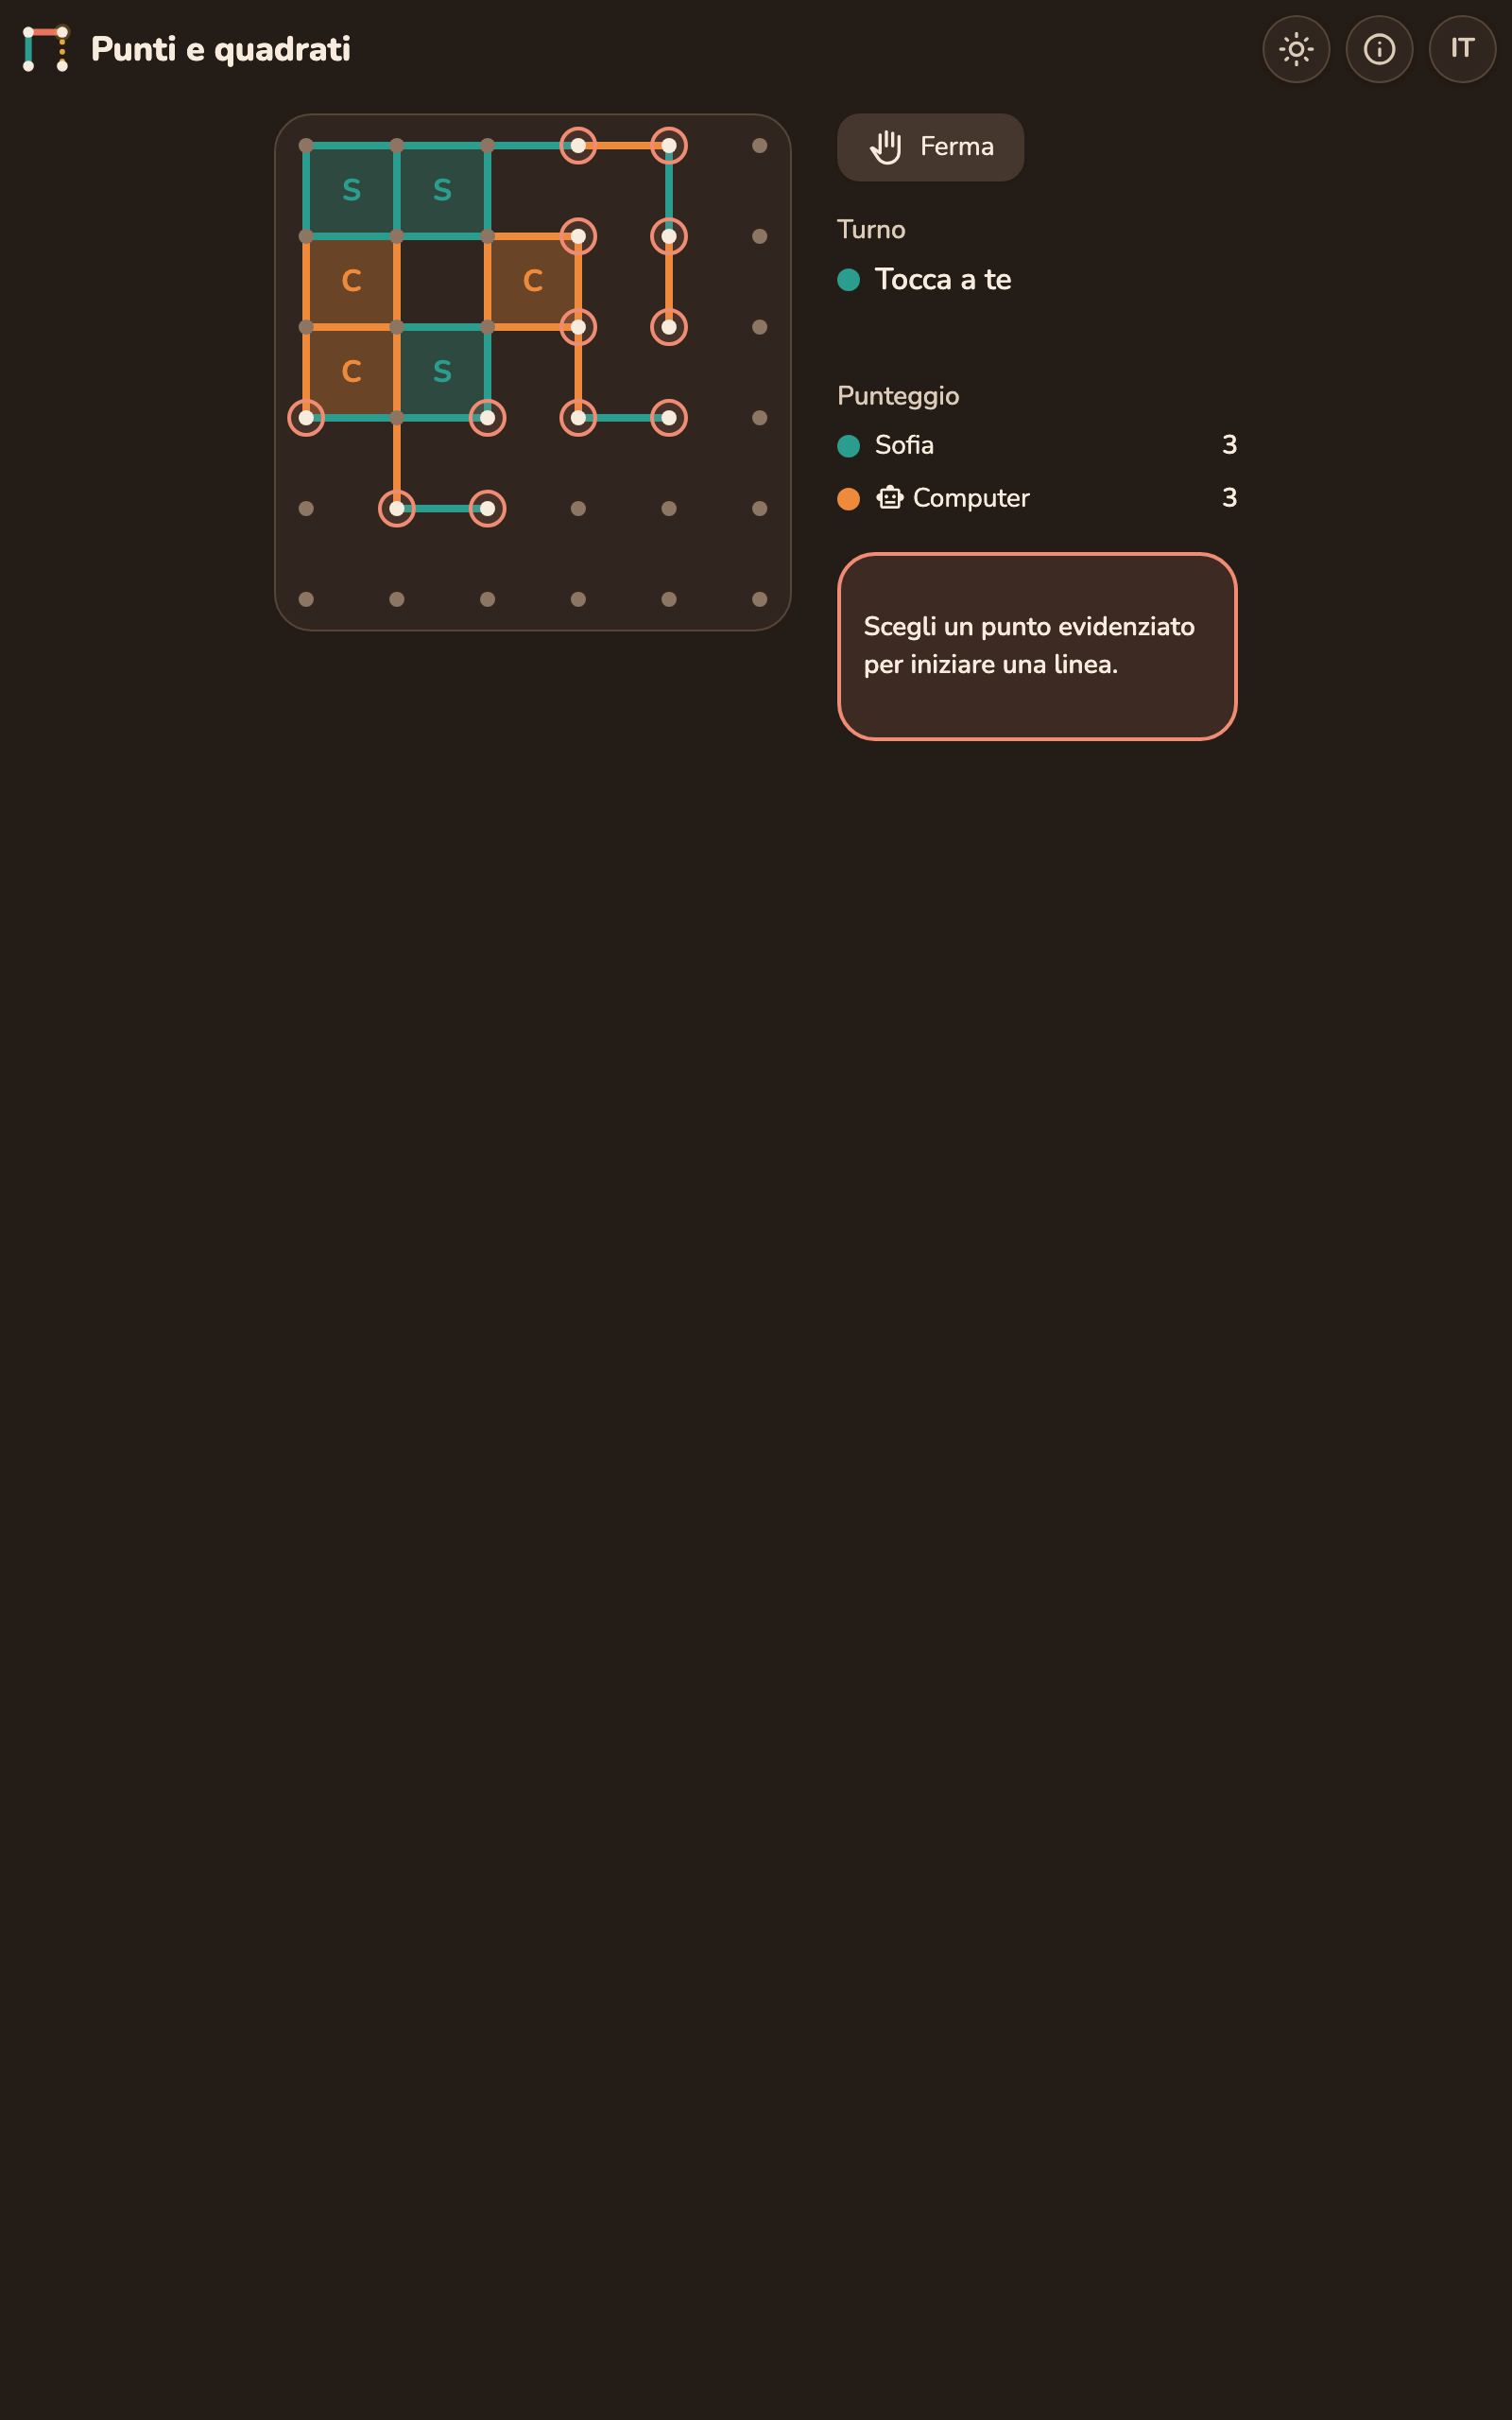 Punti e quadrati
IT
S S
C C
C S
Ferma
Turno
Tocca a te
Punteggio
Sofia 3
Computer 3
Scegli un punto evidenziato
per iniziare una linea.